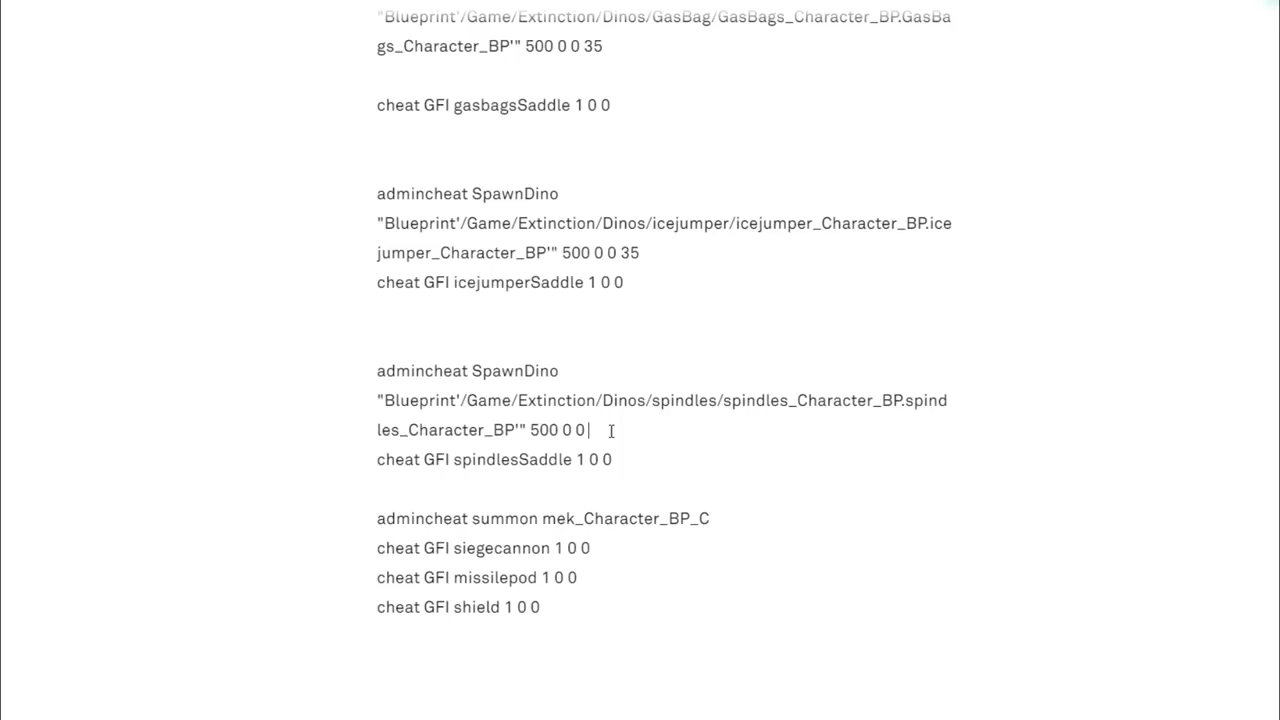 "Blueprint'/Game/Extinction/Dinos/GasBag/GasBags_Character_BP.GasBa
gs_Character_BP'" 500 0 0 35
cheat GFI gasbagsSaddle 1 0 0
admincheat SpawnDino
"Blueprint'/Game/Extinction/Dinos/icejumper/icejumper_Character_BP.ice
jumper_Character_BP'" 500 0 0 35
cheat GFI icejumperSaddle 1 0 0
admincheat SpawnDino
"Blueprint'/Game/Extinction/Dinos/spindles/spindles_Character_BP.spind
les_Character_BP'" 500 0 0
cheat GFI spindlesSaddle 1 0 0
admincheat summon mek_Character_BP_C
cheat GFI siegecannon 1 0 0
cheat GFI missilepod 1 0 0
cheat GFI shield 1 0 0